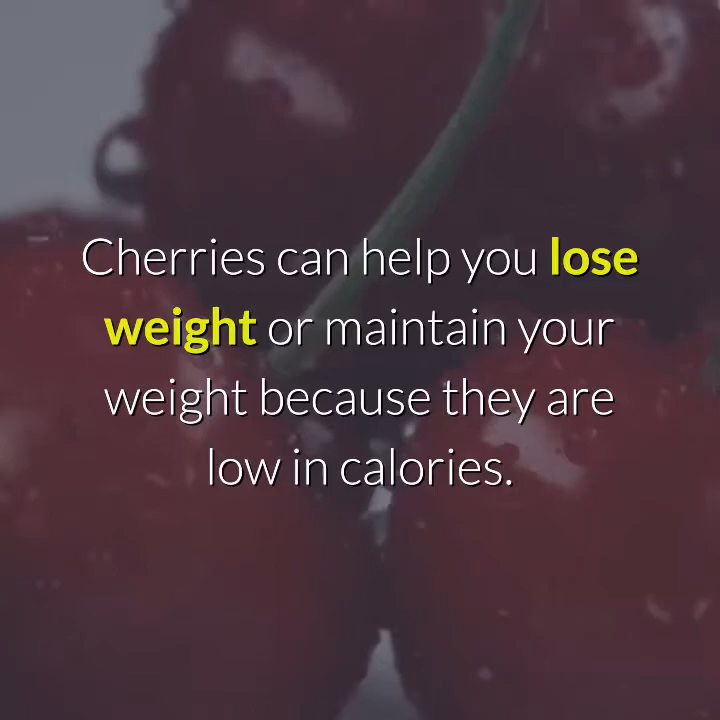 Cherries can help you lose
weight or maintain your
weight because they are
low in calories.